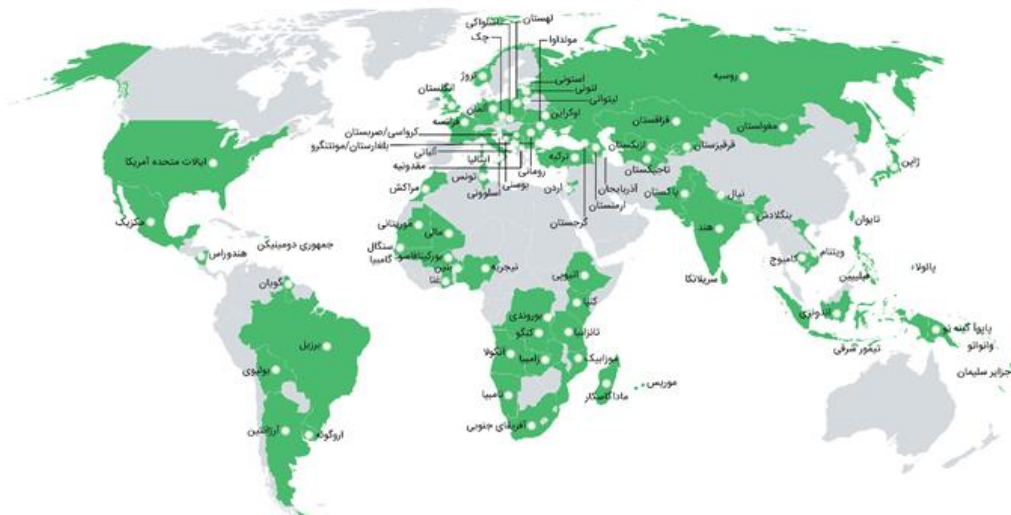 لهستان
اسلواکی
چک
مولداوا
نروژ
استونی
لتونی
لیتوانی
روسیه
انگلستان
آلمان
اوکراین
فرانسه
قزاقستان
مغولستان
کرواسی/صربستان
بلغارستان/مونتنگرو
آلبانی
ایتالیا
مقدونیه
رومانی
بوسنی
اسلوونی
ترکیه
ازبکستان
قرقیزستان
تاجیکستان
ژاپن
ایالات متحده آمریکا
تونس
مراکش
اردن
آذربایجان
ارمنستان
گرجستان
پاکستان
نپال
بنگلادش
هند
تایوان
مکزیک
جمهوری دومینیکن
هندوراس
موریتانی
مالی
سنگال
گامبیا
بورکینافاسو
بنین
غنا
نیجریه
اتیوپی
ویتنام
کامبوج
فیلیپین
سریلانکا
پالولاء
گویان
کنیا
بوروندی
کنگو
تانزانیا
اندونزی
پاپوآ گینه نو
وانواتو
تیمور شرقی
جزایر سلیمان
برزیل
بولیوی
آنگولا
زامبیا
موزامبیک
موریس
ماداگاسکار
نامبیا
آفریقای جنوبی
آرژانتین
اروگوئه